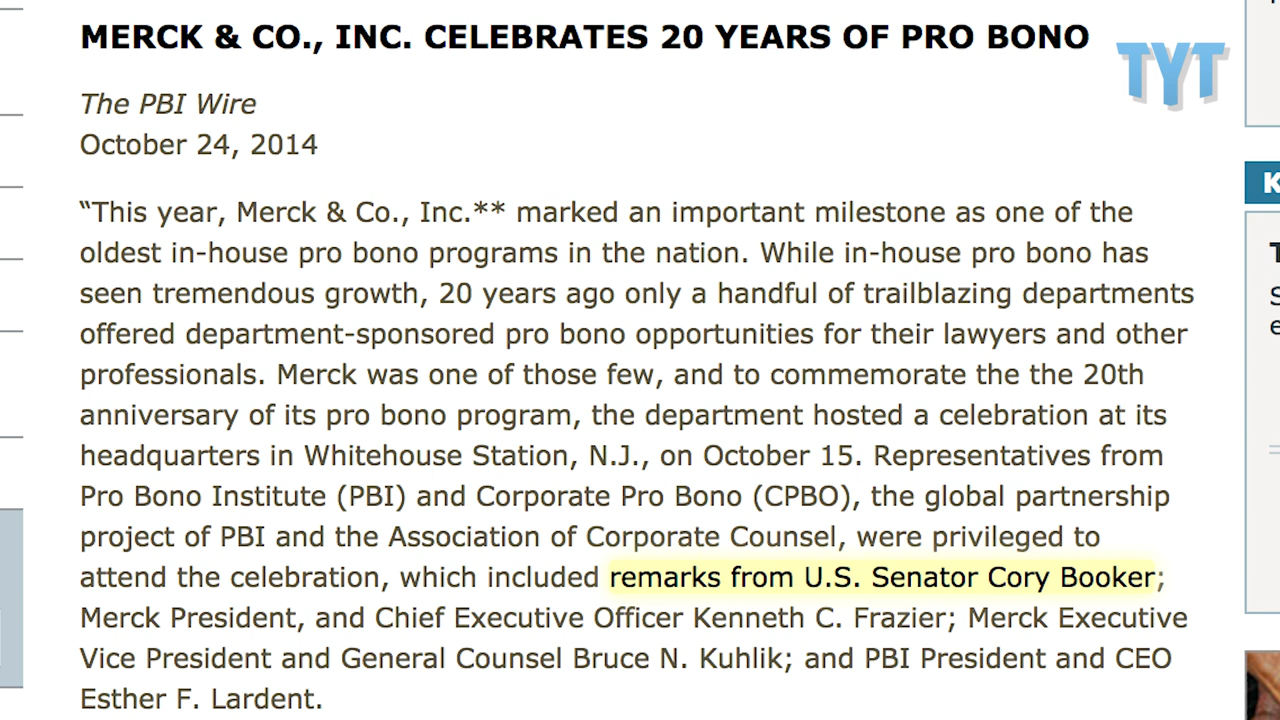 MERCK & CO., INC. CELEBRATES 20 YEARS OF PRO BONO
TYT
The PBI Wire
October 24, 2014
“This year, Merck & Co., Inc.** marked an important milestone as one of the
oldest in-house pro bono programs in the nation. While in-house pro bono has
seen tremendous growth, 20 years ago only a handful of trailblazing departments
offered department-sponsored pro bono opportunities for their lawyers and other
professionals. Merck was one of those few, and to commemorate the the 20th
anniversary of its pro bono program, the department hosted a celebration at its
headquarters in Whitehouse Station, N.J., on October 15. Representatives from
Pro Bono Institute (PBI) and Corporate Pro Bono (CPBO), the global partnership
project of PBI and the Association of Corporate Counsel, were privileged to
attend the celebration, which included remarks from U.S. Senator Cory Booker;
Merck President, and Chief Executive Officer Kenneth C. Frazier; Merck Executive
Vice President and General Counsel Bruce N. Kuhlik; and PBI President and CEO
Esther F. Lardent.